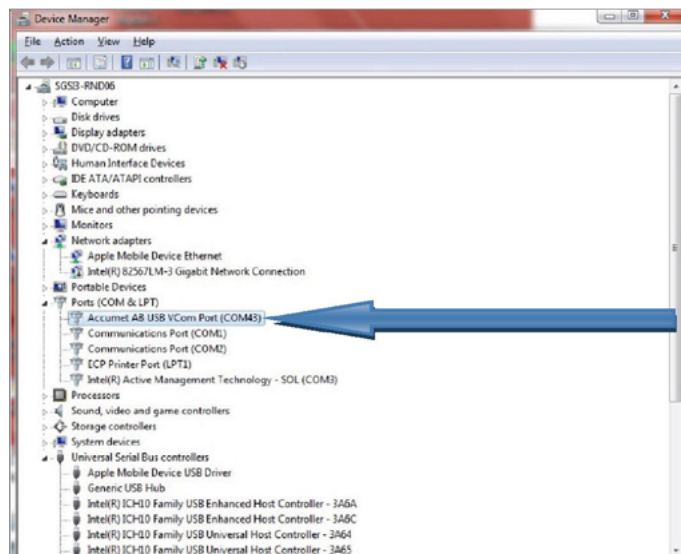 Device Manager
File Action View Help
SGSI3-RND06
Computer
Disk drives
Display adapters
DVD/CD-ROM drives
Human Interface Devices
IDE ATA/ATAPI controllers
Keyboards
Mice and other pointing devices
Monitors
Network adapters
Apple Mobile Device Ethernet
Intel(R) 82567LM-3 Gigabit Network Connection
Portable Devices
Ports (COM & LPT)
Accumet AB USB VCom Port (COM43)
Communications Port (COM1)
Communications Port (COM2)
ECP Printer Port (LPT1)
Intel(R) Active Management Technology - SOL (COM3)
Processors
Sound, video and game controllers
Storage controllers
System devices
Universal Serial Bus controllers
Apple Mobile Device USB Driver
Generic USB Hub
Intel(R) ICH10 Family USB Enhanced Host Controller - 3A6A
Intel(R) ICH10 Family USB Enhanced Host Controller - 3A6C
Intel(R) ICH10 Family USB Universal Host Controller - 3A64
Intel(R) ICH10 Family USB Universal Host Controller - 3A65